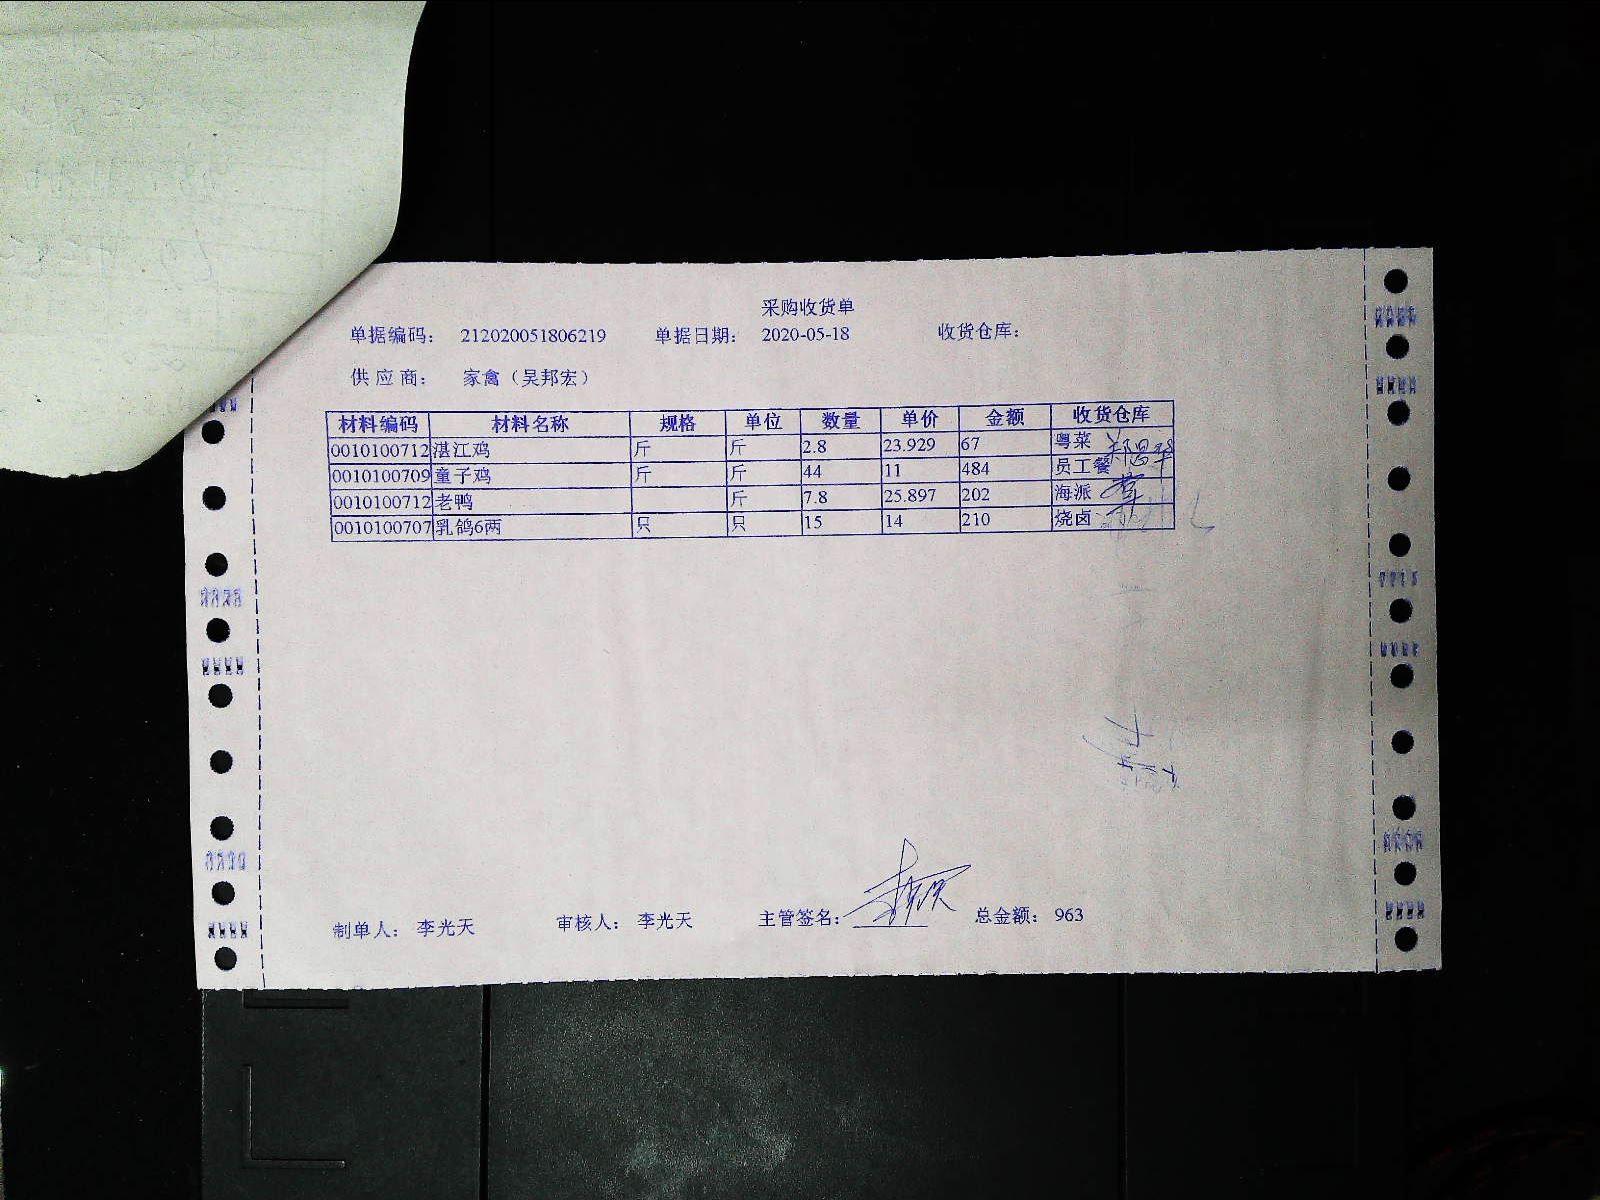 采购收货单
单据编码： 212020051806219 单据日期： 2020-05-18 收货仓库：
供应商： 家禽（吴邦宏）
材料编码 材料名称 规格 单位 数量 单价 金额 收货仓库
0010100712 湛江鸡 斤 斤 2.8 23.929 67 粤菜
0010100709 童子鸡 斤 斤 44 11 484 员工餐
0010100712 老鸭 斤 7.8 25.897 202 海派
0010100707 乳鸽6两 只 只 15 14 210 烧卤
制单人： 李光天 审核人： 李光天 主管签名： 总金额： 963